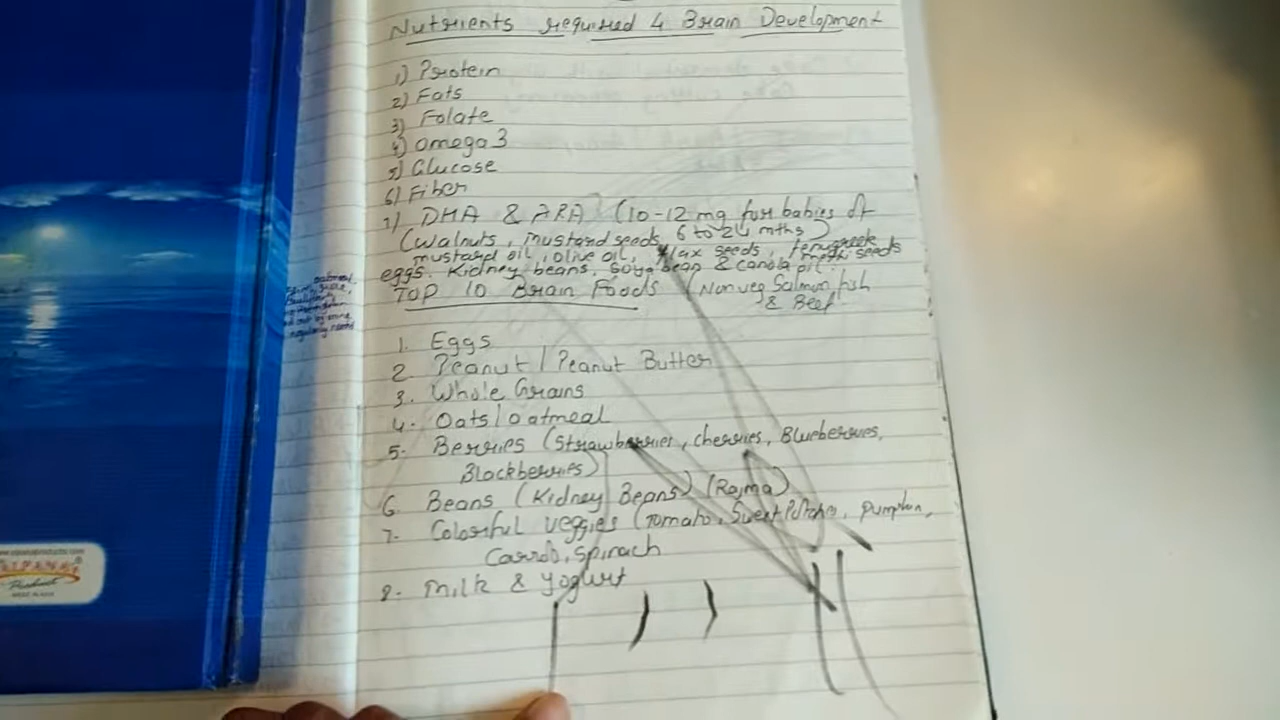 Nutrients required 4 Brain Development
1) Protein
2) Fats
3) Folate
4) Omega 3
5) Glucose
6) Fiber
7) DHA & ARA (10-12 mg for babies of
(walnuts, mustard seeds, 6 to 24 mths)
mustard oil, olive oil, flax seeds, fenugreek
methi seeds
eggs. Kidney beans, Soyabean & canola oil.
TOP 10 Brain Foods (Non veg Salmon fish
& Beef
1. Eggs
2 Peanut / Peanut Butter
3. Whole Grains
4. Oats / Oatmeal
5. Berries (Strawberries, Cherries, Blueberries,
Blackberries)
6 Beans (Kidney Beans) (Rajma)
7. Colorful veggies (Tomato, Sweet Potato, pumpkin,
Carrot, Spinach
8. Milk & Yogurt
Product